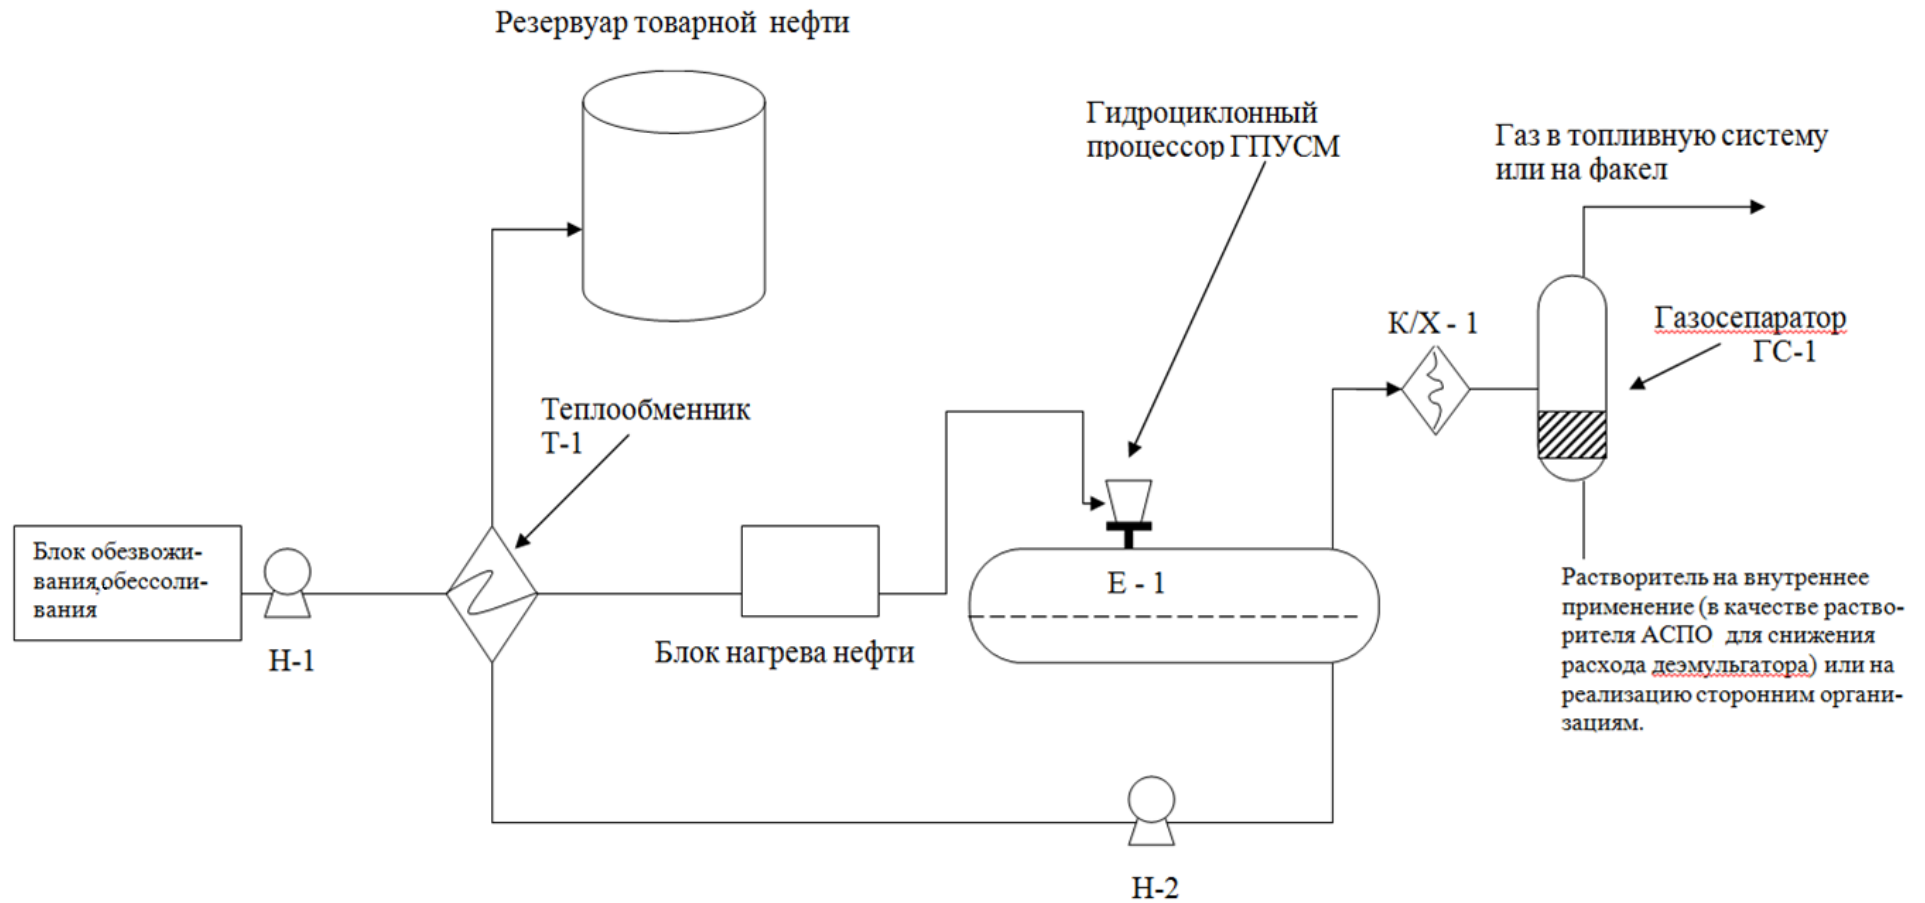 Резервуар товарной нефти
Гидроциклонный
процессор ГПУСМ
Газ в топливную систему
или на факел
К/Х - 1
Газосепаратор
ГС-1
Теплообменник
Т-1
Блок обезвожи-
вания,обессоли-
вания
Н-1
Блок нагрева нефти
Е - 1
Растворитель на внутреннее
применение (в качестве раство-
рителя АСПО для снижения
расхода деэмульгатора) или на
реализацию сторонним органи-
зациям.
Н-2